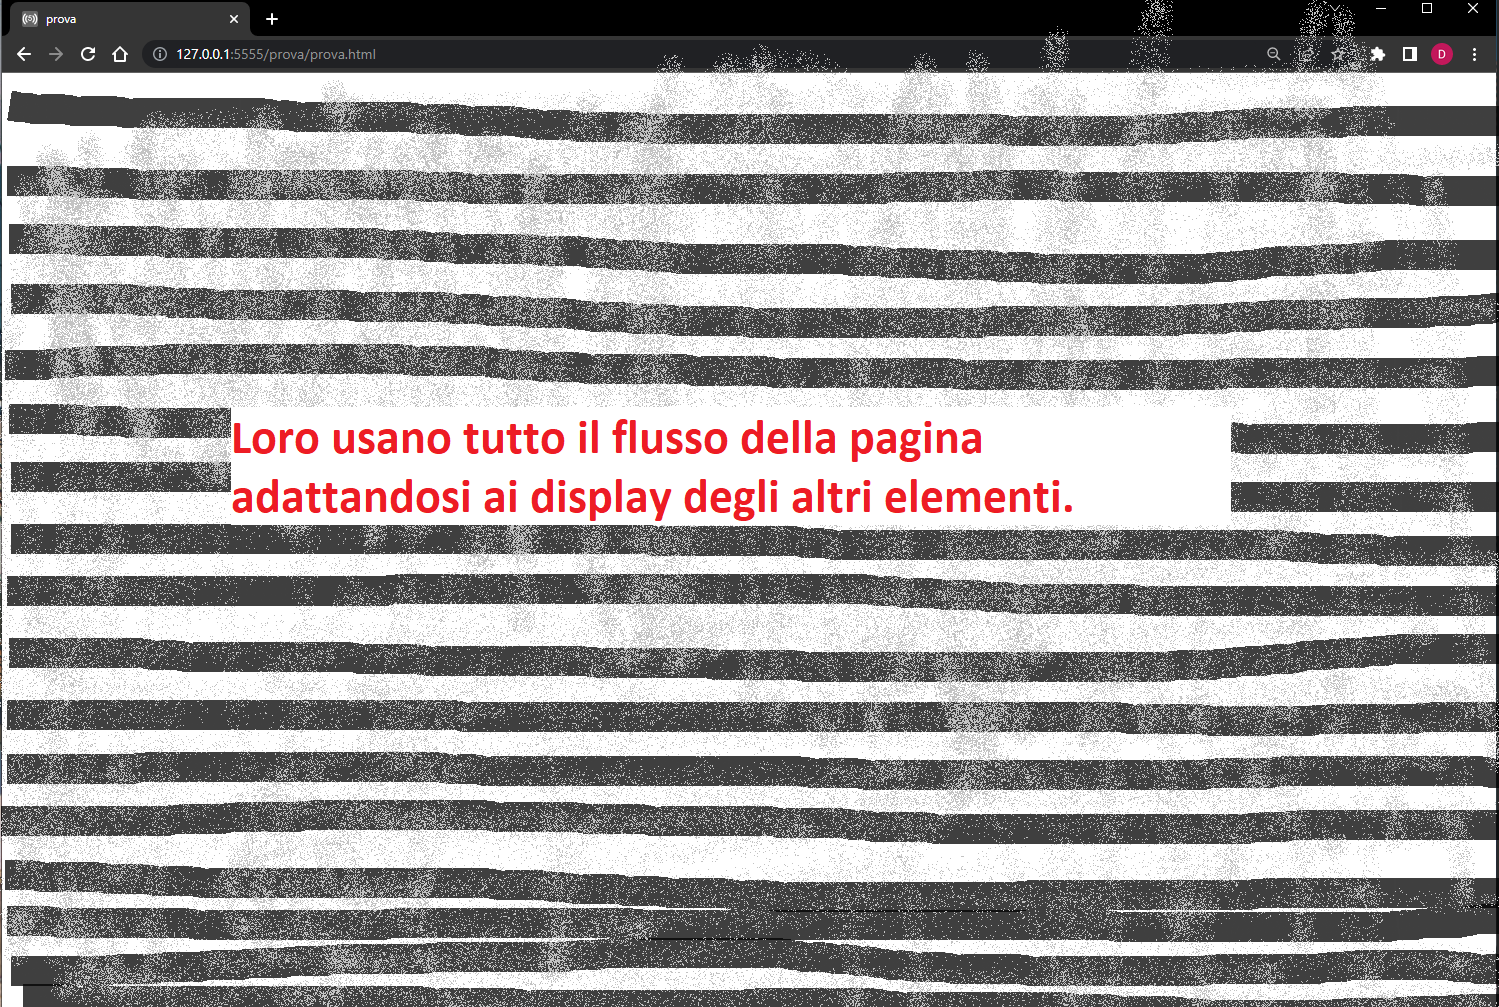 prova
127.0.0.1:5555/prova/prova.html
D
Loro usano tutto il flusso della pagina
adattandosi ai display degli altri elementi.